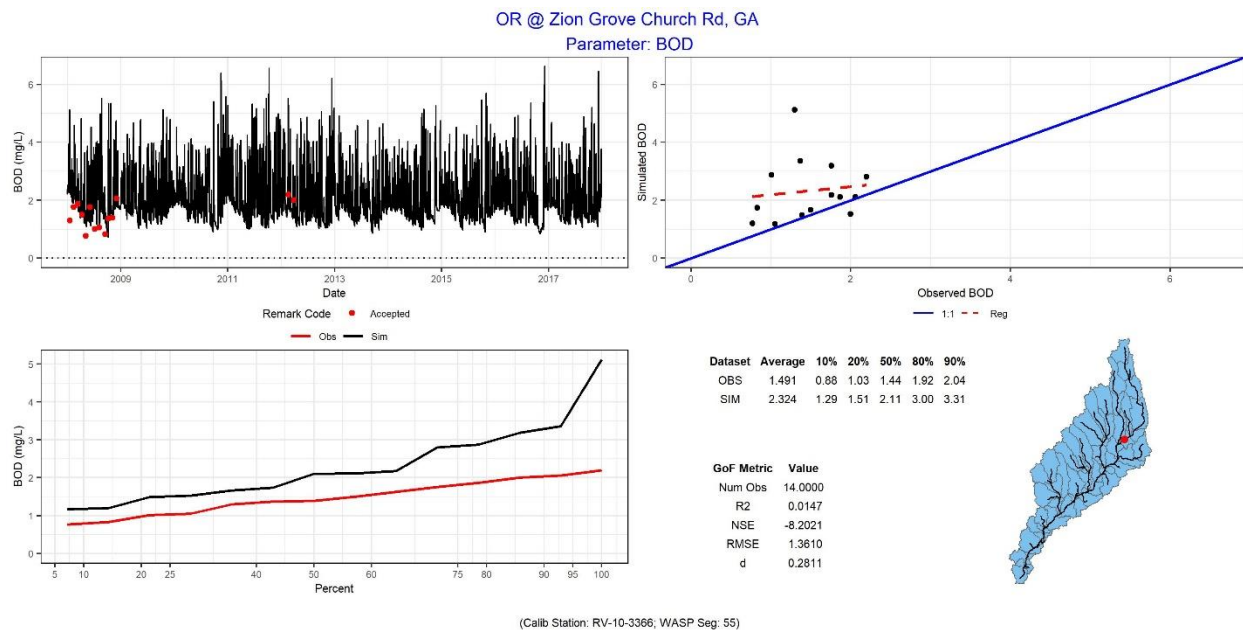 OR @ Zion Grove Church Rd, GA
Parameter: BOD
BOD (mg/L)
6
4
2
0
2009 2011 2013 2015 2017
Date
Remark Code Accepted
Simulated BOD
6
4
2
0
0 2 4 6
Observed BOD
1:1 Reg
Obs Sim
BOD (mg/L)
5
4
3
2
1
0
5 10 20 25 40 50 60 75 80 90 95 100
Percent
Dataset Average 10% 20% 50% 80% 90%
OBS 1.491 0.88 1.03 1.44 1.92 2.04
SIM 2.324 1.29 1.51 2.11 3.00 3.31
GoF Metric Value
Num Obs 14.0000
R2 0.0147
NSE -8.2021
RMSE 1.3610
d 0.2811
(Calib Station: RV-10-3366; WASP Seg: 55)